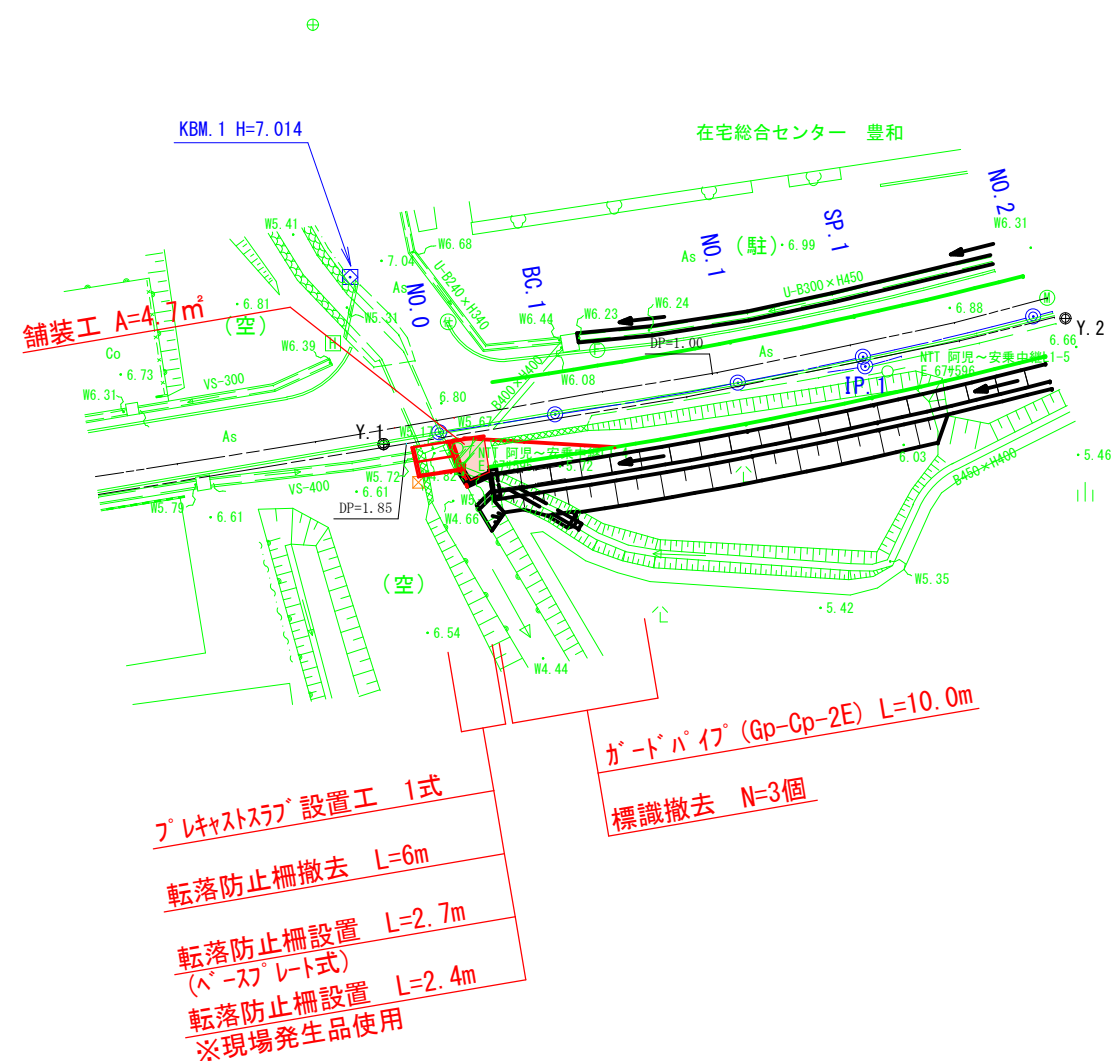 KBM.1 H=7.014
在宅総合センター 豊和
NO.2
W6.31
SP.1
NO.1
As
(駐)
6.99
W5.41
W6.68
7.04
As
U-B240×H340
BC.1
NO.0
U-B300×H450
6.88
M
Y.2
6.66
舗装工 A=4.7㎡
6.81
(空)
W5.31
W6.44
W6.23
W6.24
DP=1.00
As
NTT 阿児～安乗中継L1-5
IP.1
Co
6.73
W6.39
H
W6.08
B400×H400
W6.31
VS-300
6.80
As
Y.1
W5.67
W5.72
VS-400
6.61
DP=1.85
W5.79
6.61
W4.66
6.03
B450×H400
5.46
W5.35
5.42
(空)
6.54
W4.44
ガードパイプ(Gp-Cp-2E) L=10.0m
標識撤去 N=3個
プレキャストスラブ設置工 1式
転落防止柵撤去 L=6m
転落防止柵設置 L=2.7m
(ベースプレート式)
転落防止柵設置 L=2.4m
※現場発生品使用